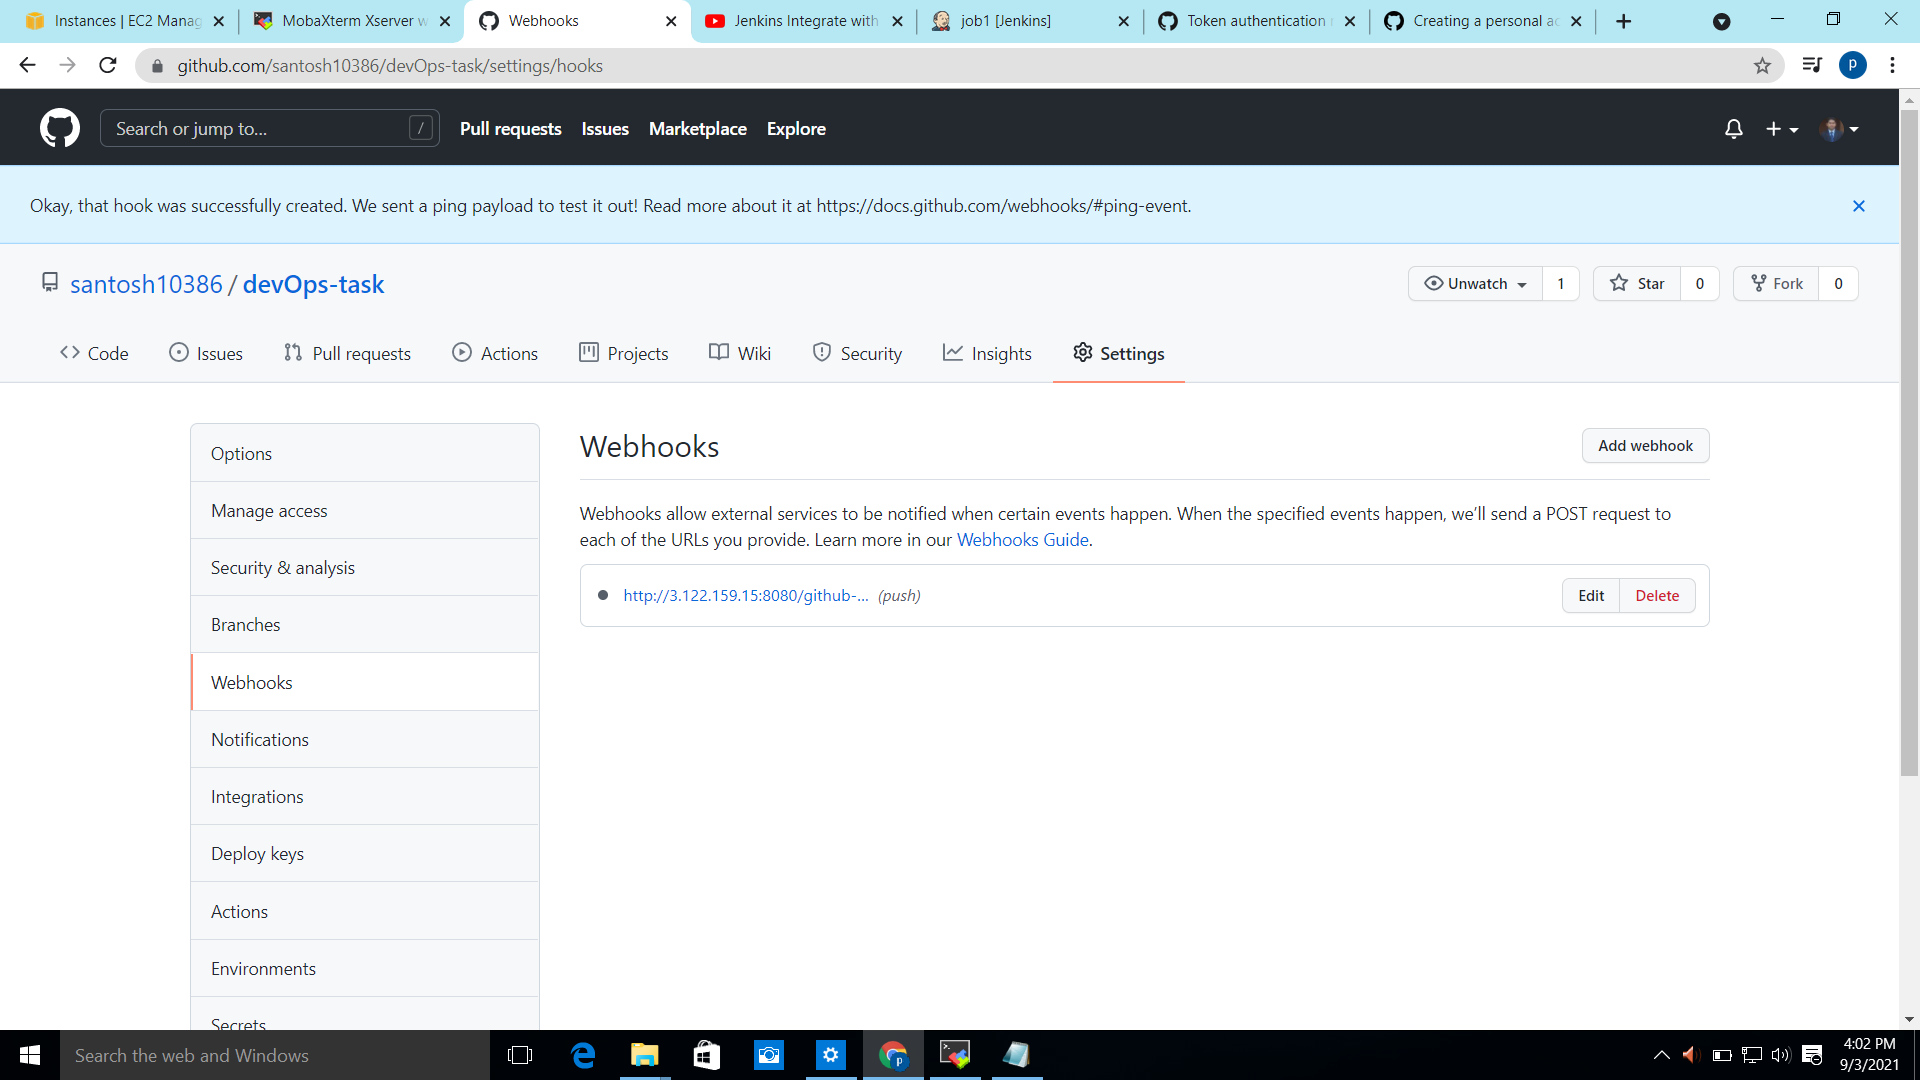 Instances | EC2 Manag
MobaXterm Xserver w
Webhooks
Jenkins Integrate with
job1 [Jenkins]
Token authentication r
Creating a personal ac
github.com/santosh10386/devOps-task/settings/hooks
P
Search or jump to...
/
Pull requests
Issues
Marketplace
Explore
Okay, that hook was successfully created. We sent a ping payload to test it out! Read more about it at https://docs.github.com/webhooks/#ping-event.
santosh10386 / devOps-task
Unwatch
1
Star
0
Fork
0
Code
Issues
Pull requests
Actions
Projects
Wiki
Security
Insights
Settings
Options
Manage access
Security & analysis
Branches
Webhooks
Notifications
Integrations
Deploy keys
Actions
Environments
Secrets
Webhooks
Add webhook
Webhooks allow external services to be notified when certain events happen. When the specified events happen, we’ll send a POST request to
each of the URLs you provide. Learn more in our Webhooks Guide.
http://3.122.159.15:8080/github-... (push)
Edit
Delete
Search the web and Windows
P
4:02 PM
9/3/2021